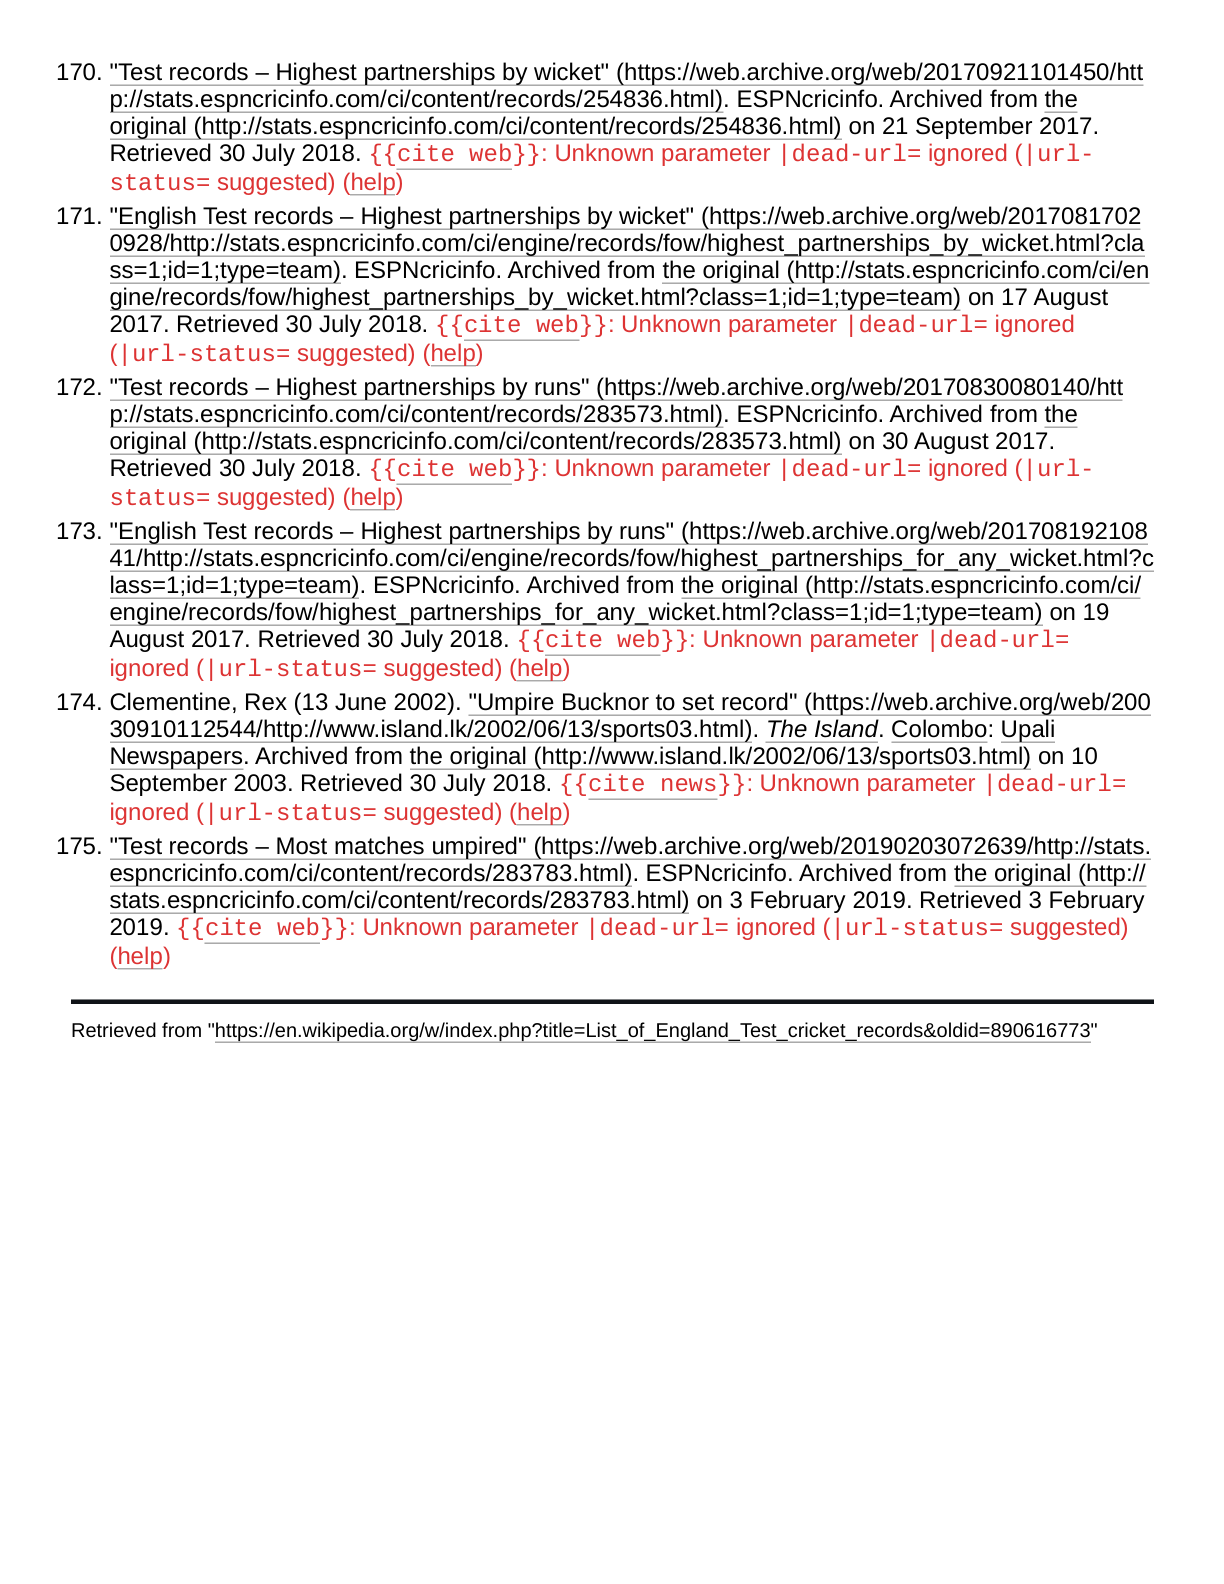 170. "Test records – Highest partnerships by wicket" (https://web.archive.org/web/20170921101450/htt
p://stats.espncricinfo.com/ci/content/records/254836.html). ESPNcricinfo. Archived from the
original (http://stats.espncricinfo.com/ci/content/records/254836.html) on 21 September 2017.
Retrieved 30 July 2018. {{cite web}}: Unknown parameter |dead-url= ignored (|url-
status= suggested) (help)
171. "English Test records – Highest partnerships by wicket" (https://web.archive.org/web/2017081702
0928/http://stats.espncricinfo.com/ci/engine/records/fow/highest_partnerships_by_wicket.html?cla
ss=1;id=1;type=team). ESPNcricinfo. Archived from the original (http://stats.espncricinfo.com/ci/en
gine/records/fow/highest_partnerships_by_wicket.html?class=1;id=1;type=team) on 17 August
2017. Retrieved 30 July 2018. {{cite web}}: Unknown parameter |dead-url= ignored
(|url-status= suggested) (help)
172. "Test records – Highest partnerships by runs" (https://web.archive.org/web/20170830080140/htt
p://stats.espncricinfo.com/ci/content/records/283573.html). ESPNcricinfo. Archived from the
original (http://stats.espncricinfo.com/ci/content/records/283573.html) on 30 August 2017.
Retrieved 30 July 2018. {{cite web}}: Unknown parameter |dead-url= ignored (|url-
status= suggested) (help)
173. "English Test records – Highest partnerships by runs" (https://web.archive.org/web/201708192108
41/http://stats.espncricinfo.com/ci/engine/records/fow/highest_partnerships_for_any_wicket.html?c
lass=1;id=1;type=team). ESPNcricinfo. Archived from the original (http://stats.espncricinfo.com/ci/
engine/records/fow/highest_partnerships_for_any_wicket.html?class=1;id=1;type=team) on 19
August 2017. Retrieved 30 July 2018. {{cite web}}: Unknown parameter |dead-url=
ignored (|url-status= suggested) (help)
174. Clementine, Rex (13 June 2002). "Umpire Bucknor to set record" (https://web.archive.org/web/200
30910112544/http://www.island.lk/2002/06/13/sports03.html). The Island. Colombo: Upali
Newspapers. Archived from the original (http://www.island.lk/2002/06/13/sports03.html) on 10
September 2003. Retrieved 30 July 2018. {{cite news}}: Unknown parameter |dead-url=
ignored (|url-status= suggested) (help)
175. "Test records – Most matches umpired" (https://web.archive.org/web/20190203072639/http://stats.
espncricinfo.com/ci/content/records/283783.html). ESPNcricinfo. Archived from the original (http://
stats.espncricinfo.com/ci/content/records/283783.html) on 3 February 2019. Retrieved 3 February
2019. {{cite web}}: Unknown parameter |dead-url= ignored (|url-status= suggested)
(help)
Retrieved from "https://en.wikipedia.org/w/index.php?title=List_of_England_Test_cricket_records&oldid=890616773"